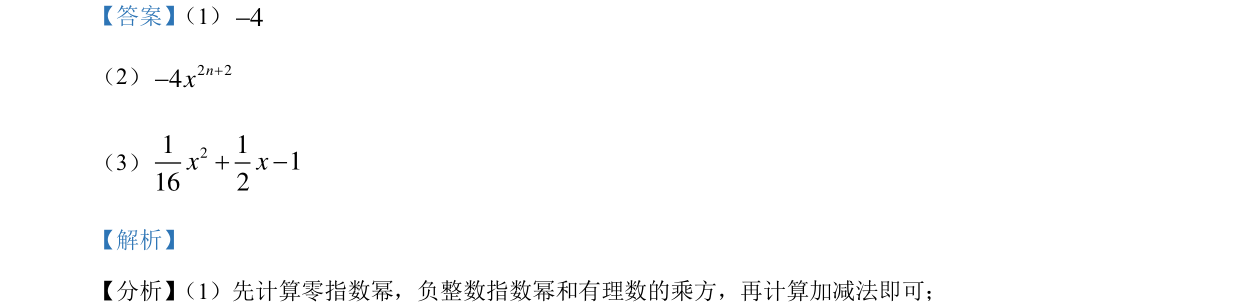 【答案】（1）$-4$
（2）$-4x^{2n+2}$
（3）$\frac{1}{16}x^{2}+\frac{1}{2}x-1$
【解析】
【分析】（1）先计算零指数幂，负整数指数幂和有理数的乘方，再计算加减法即可；